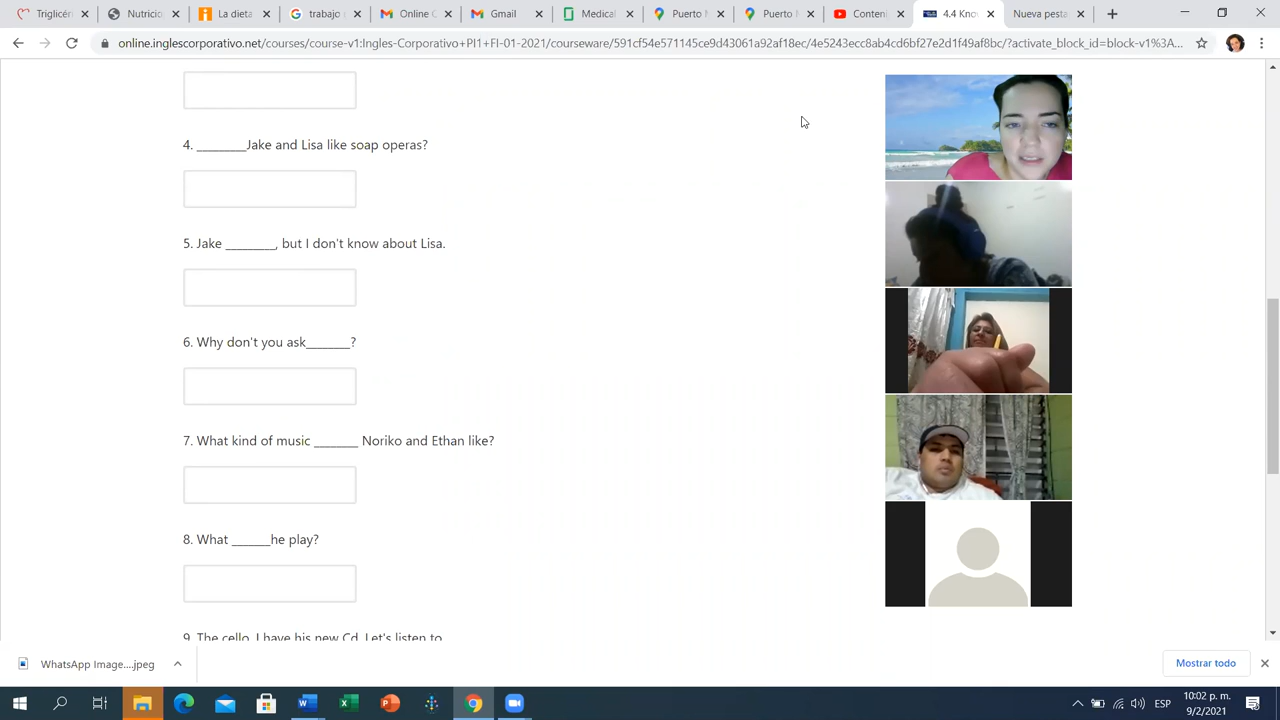 Triglicér
Nutrició
Landieta
trabajo
Online C
Gmail
Medical
Puerto M
Puerto M
Conteni
4.4 Kno
Nueva pesta
online.inglescorporativo.net/courses/course-v1:Ingles-Corporativo+PI1+FI-01-2021/courseware/591cf54e571145ce9d43061a92af18ec/4e5243ecc8ab4cd6bf27e2d1f49af8bc/?activate_block_id=block-v1%3A...
4. ________Jake and Lisa like soap operas?
5. Jake ________, but I don't know about Lisa.
6. Why don't you ask_______?
7. What kind of music _______ Noriko and Ethan like?
8. What ______he play?
9. The cello. I have his new Cd. Let's listen to
WhatsApp Image....jpeg
Mostrar todo
ESP
10:02 p. m.
9/2/2021